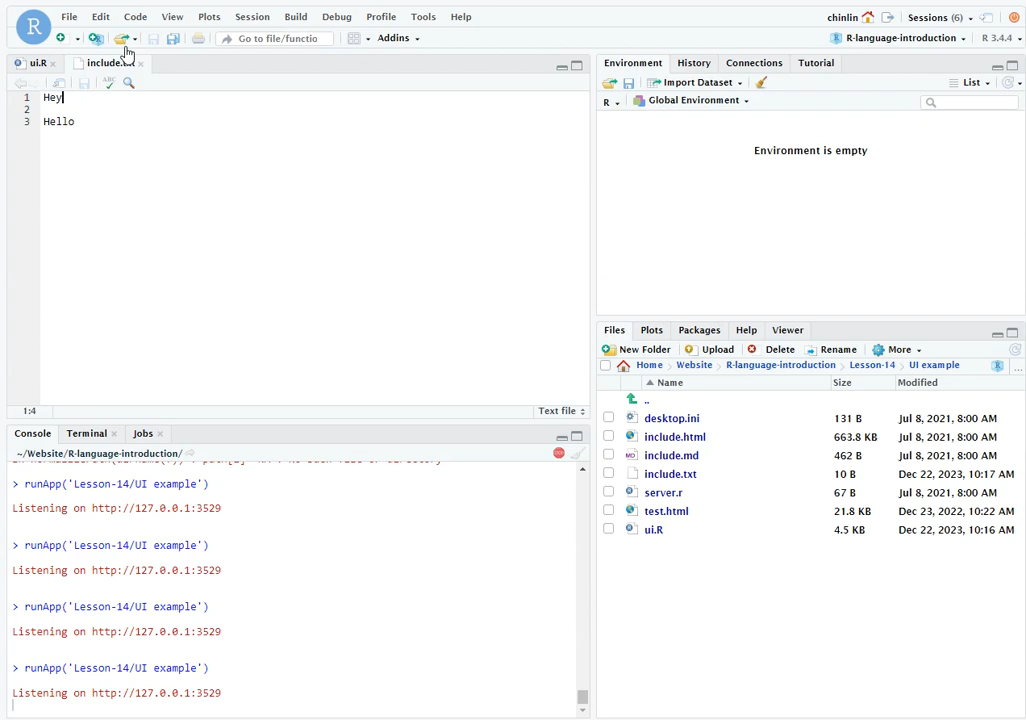 R
File Edit Code View Plots Session Build Debug Profile Tools Help
chinlin Sessions (6)
Go to file/functio Addins
R-language-introduction R 3.4.4
ui.R
Environment History Connections Tutorial
Import Dataset List
R Global Environment
Environment is empty
ABC
1 Hey
2
3 Hello
1:4 Text file
Console Terminal Jobs
~/Website/R-language-introduction/
> runApp('Lesson-14/UI example')
Listening on http://127.0.0.1:3529
> runApp('Lesson-14/UI example')
Listening on http://127.0.0.1:3529
> runApp('Lesson-14/UI example')
Listening on http://127.0.0.1:3529
> runApp('Lesson-14/UI example')
Listening on http://127.0.0.1:3529
Files Plots Packages Help Viewer
New Folder Upload Delete Rename More
Home Website R-language-introduction Lesson-14 UI example
Name Size Modified
..
desktop.ini 131 B Jul 8, 2021, 8:00 AM
include.html 663.8 KB Jul 8, 2021, 8:00 AM
include.md 462 B Jul 8, 2021, 8:00 AM
include.txt 10 B Dec 22, 2023, 10:17 AM
server.r 67 B Jul 8, 2021, 8:00 AM
test.html 21.8 KB Dec 23, 2022, 10:22 AM
ui.R 4.5 KB Dec 22, 2023, 10:16 AM